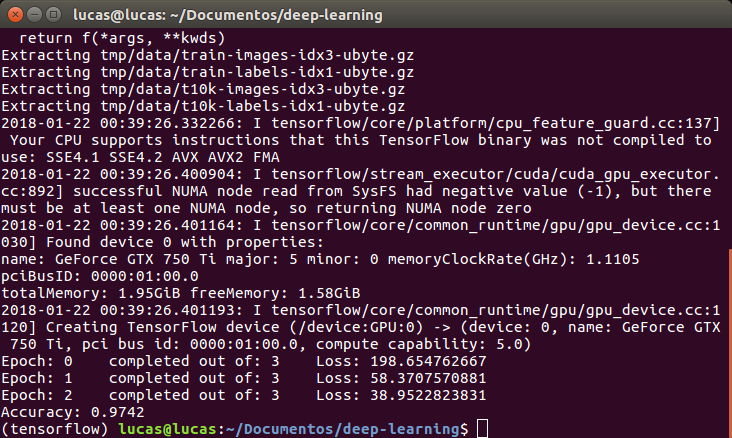 lucas@lucas: ~/Documentos/deep-learning
return f(*args, **kwds)
Extracting tmp/data/train-images-idx3-ubyte.gz
Extracting tmp/data/train-labels-idx1-ubyte.gz
Extracting tmp/data/t10k-images-idx3-ubyte.gz
Extracting tmp/data/t10k-labels-idx1-ubyte.gz
2018-01-22 00:39:26.332266: I tensorflow/core/platform/cpu_feature_guard.cc:137]
 Your CPU supports instructions that this TensorFlow binary was not compiled to
use: SSE4.1 SSE4.2 AVX AVX2 FMA
2018-01-22 00:39:26.400904: I tensorflow/stream_executor/cuda/cuda_gpu_executor.
cc:892] successful NUMA node read from SysFS had negative value (-1), but there
must be at least one NUMA node, so returning NUMA node zero
2018-01-22 00:39:26.401164: I tensorflow/core/common_runtime/gpu/gpu_device.cc:1
030] Found device 0 with properties:
name: GeForce GTX 750 Ti major: 5 minor: 0 memoryClockRate(GHz): 1.1105
pciBusID: 0000:01:00.0
totalMemory: 1.95GiB freeMemory: 1.58GiB
2018-01-22 00:39:26.401193: I tensorflow/core/common_runtime/gpu/gpu_device.cc:1
120] Creating TensorFlow device (/device:GPU:0) -> (device: 0, name: GeForce GTX
 750 Ti, pci bus id: 0000:01:00.0, compute capability: 5.0)
Epoch: 0    completed out of: 3    Loss: 198.654762667
Epoch: 1    completed out of: 3    Loss: 58.3707570881
Epoch: 2    completed out of: 3    Loss: 38.9522823831
Accuracy: 0.9742
(tensorflow) lucas@lucas:~/Documentos/deep-learning$